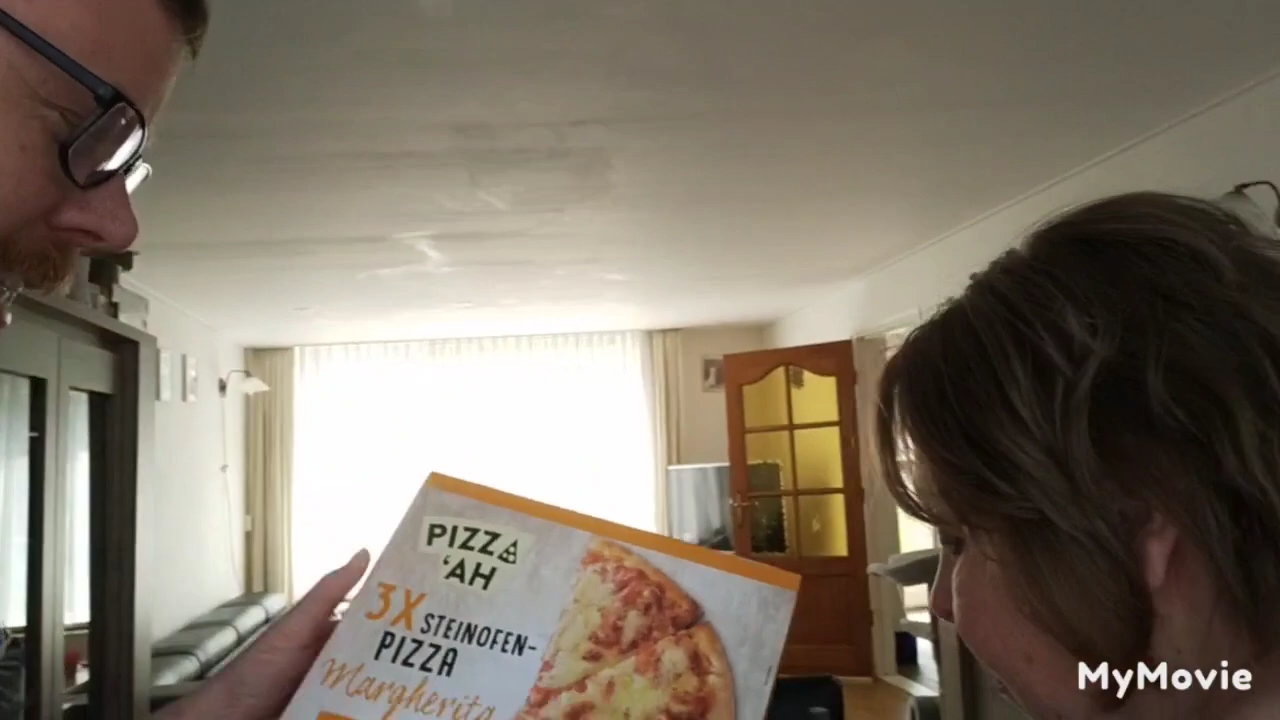 PIZZA
'AH
3X STEINOFEN-
PIZZA
Margherita
MyMovie